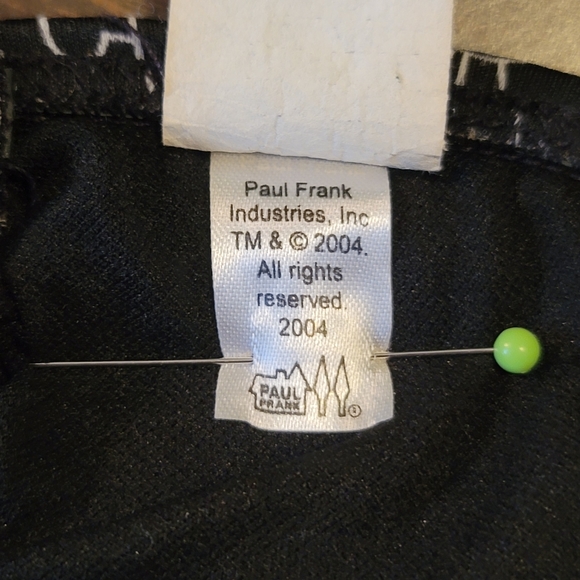 Paul Frank
Industries, Inc
TM & © 2004.
All rights
reserved.
2004
PAUL
FRANK